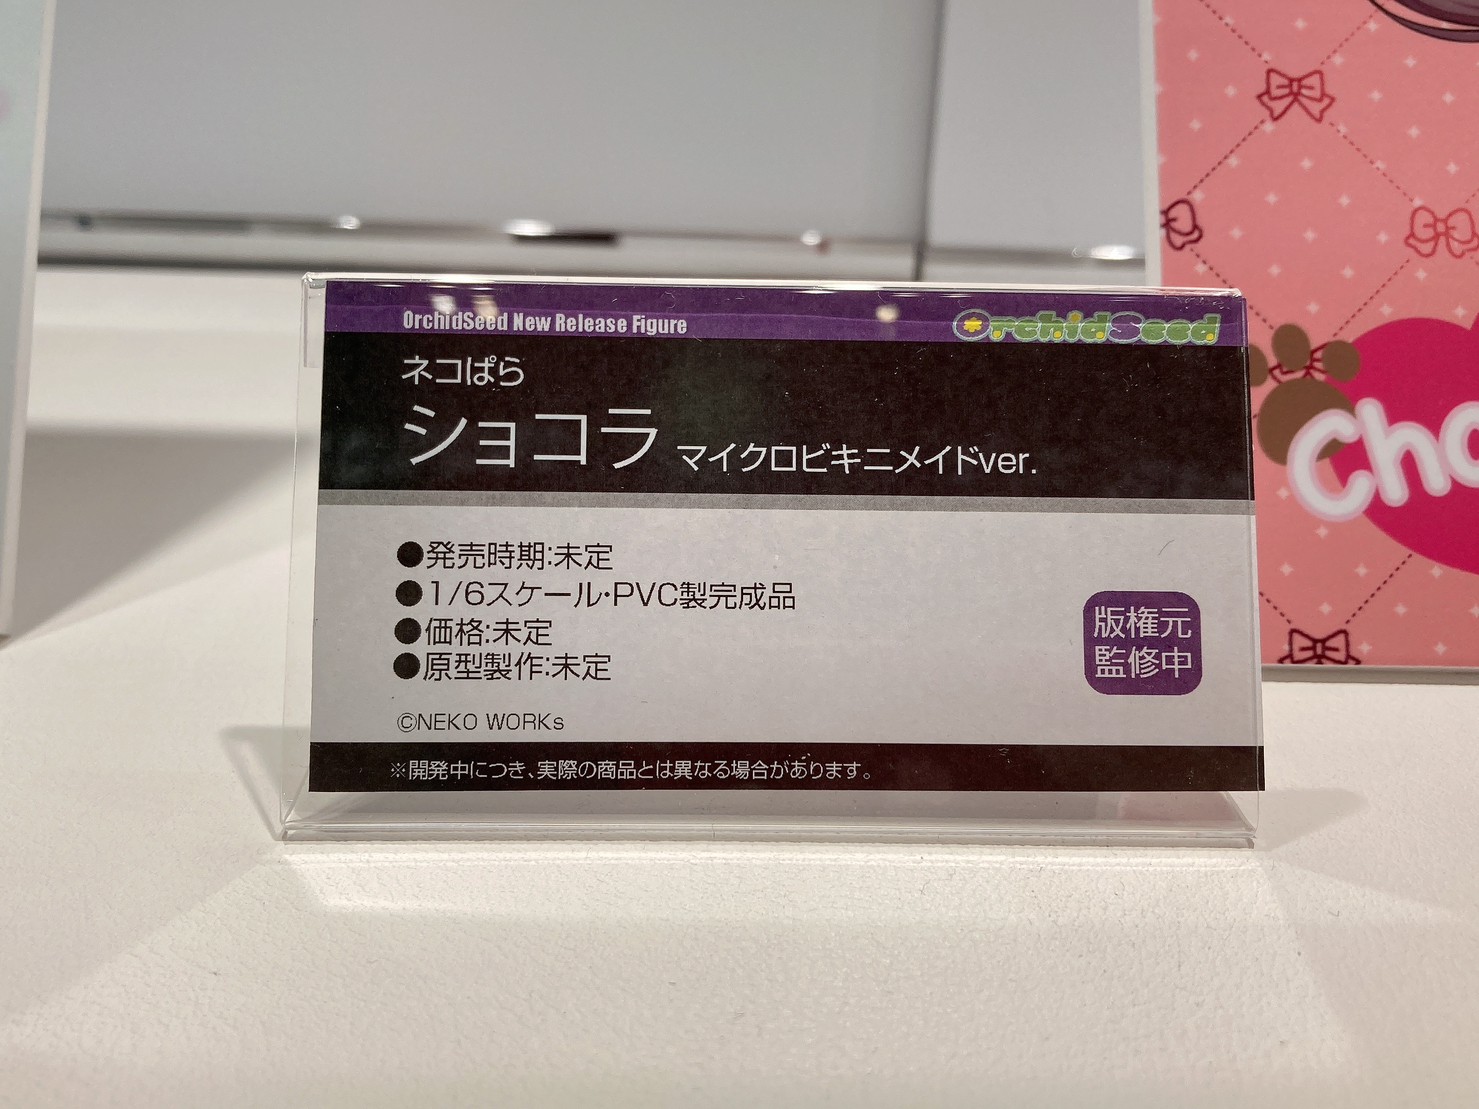 OrchidSeed New Release Figure
OrchidSeed
ネコぱら
ショコラ マイクロビキニメイドver.
●発売時期:未定
●1/6スケール・PVC製完成品
●価格:未定
●原型製作:未定
版権元
監修中
©NEKO WORKs
※開発中につき、実際の商品とは異なる場合があります。
Cho